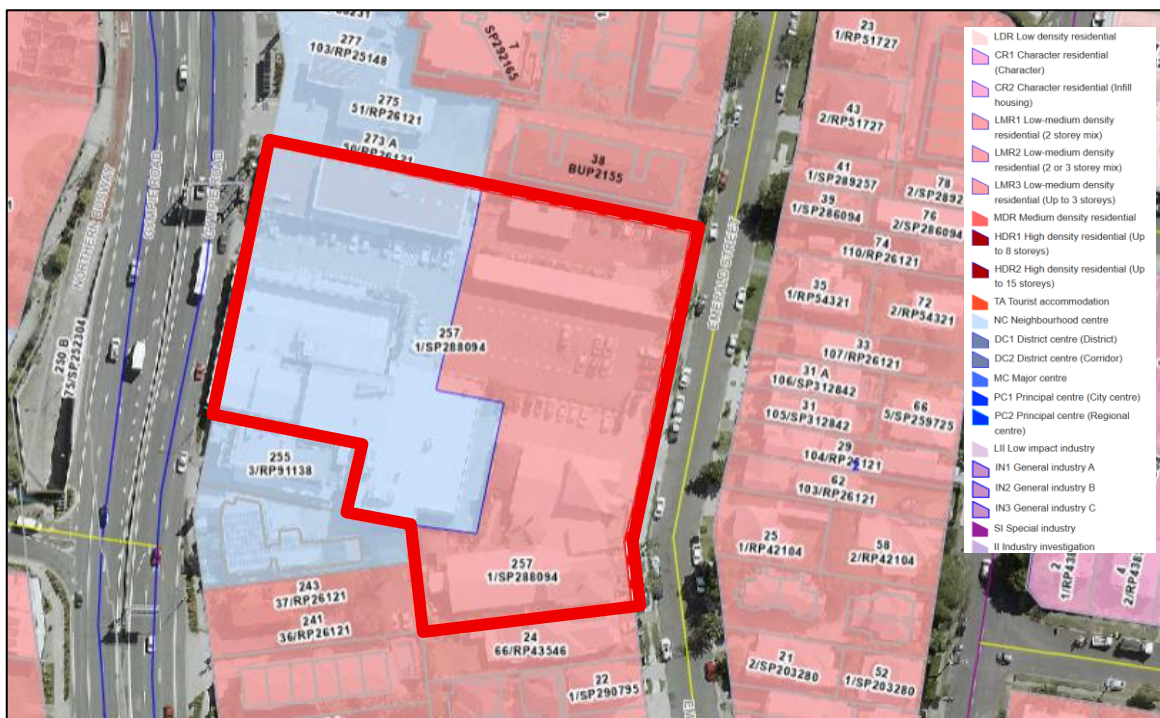 277
103/RP25148
7
SP292165
275
51/RP26121
273 A
50/RP26121
38
BUP2155
257
1/SP288094
255
3/RP91138
257
1/SP288094
243
37/RP26121
241
36/RP26121
24
66/RP43546
22
1/SP290795
NORTHERN BUSWAY
GYMPIE ROAD
GYMPIE ROAD
250 B
75/SP252304
EMERALD STREET
23
1/RP51727
43
2/RP51727
41
1/SP289257
78
39
1/SP286094
76
2/SP286094
74
110/RP26121
35
1/RP54321
72
2/RP54321
33
107/RP26121
31 A
106/SP312842
31
105/SP312842
66
5/SP259725
29
104/RP26121
62
103/RP26121
25
1/RP42104
58
2/RP42104
21
2/SP203280
52
1/SP203280
LDR Low density residential
CR1 Character residential
(Character)
CR2 Character residential (Infill
housing)
LMR1 Low-medium density
residential (2 storey mix)
LMR2 Low-medium density
residential (2 or 3 storey mix)
LMR3 Low-medium density
residential (Up to 3 storeys)
MDR Medium density residential
HDR1 High density residential (Up
to 8 storeys)
HDR2 High density residential (Up
to 15 storeys)
TA Tourist accommodation
NC Neighbourhood centre
DC1 District centre (District)
DC2 District centre (Corridor)
MC Major centre
PC1 Principal centre (City centre)
PC2 Principal centre (Regional
centre)
LII Low impact industry
IN1 General industry A
IN2 General industry B
IN3 General industry C
SI Special industry
II Industry investigation
2
4